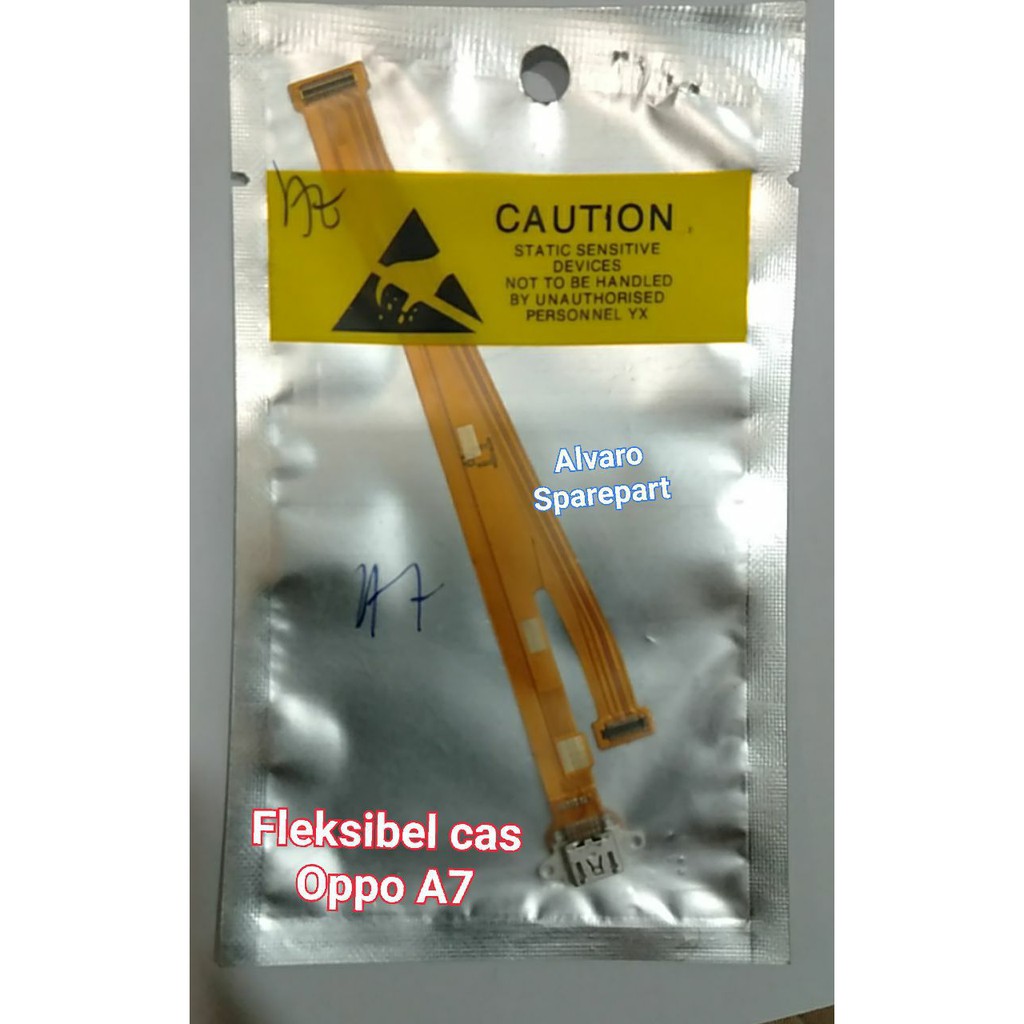 A7
CAUTION
STATIC SENSITIVE
DEVICES
NOT TO BE HANDLED
BY UNAUTHORISED
PERSONNEL YX
Alvaro
Sparepart
A7
Fleksibel cas
Oppo A7